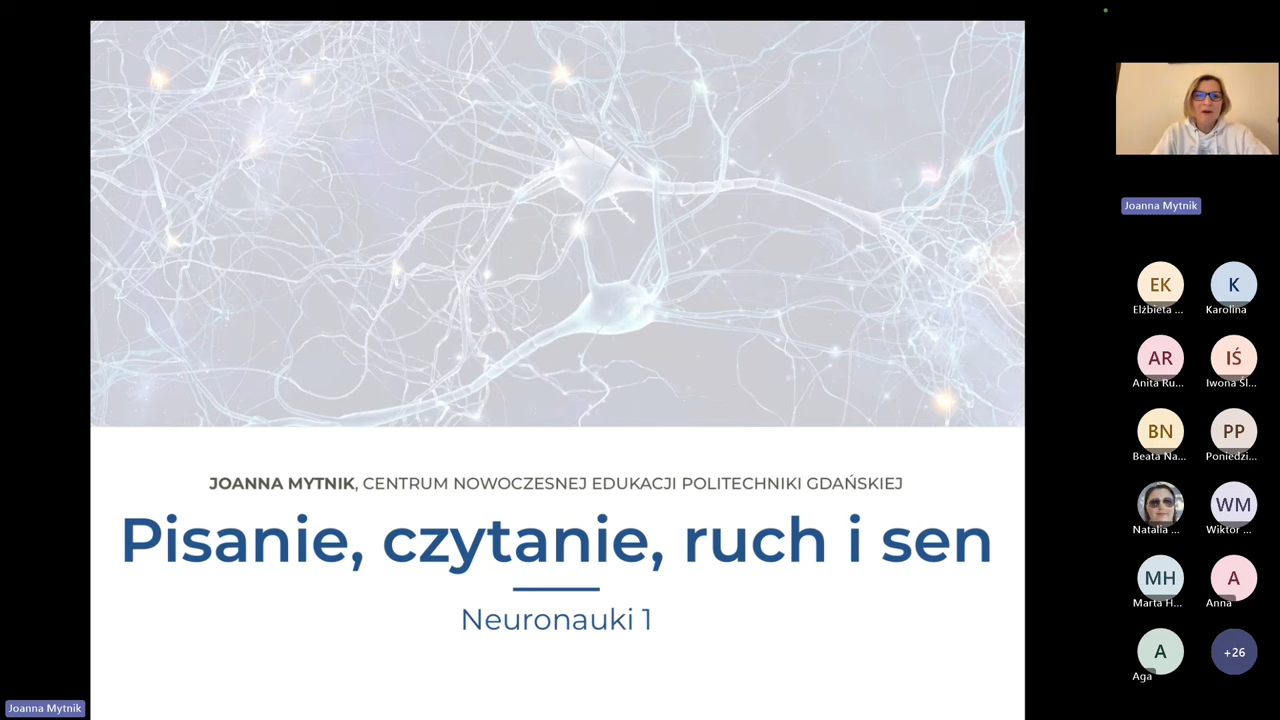 JOANNA MYTNIK, CENTRUM NOWOCZESNEJ EDUKACJI POLITECHNIKI GDAŃSKIEJ
Pisanie, czytanie, ruch i sen
Neuronauki 1
Joanna Mytnik
Joanna Mytnik
EK
Elżbieta ...
K
Karolina
AR
Anita Ru...
IŚ
Iwona Śl...
BN
Beata Na...
PP
Poniedzi...
Natalia ...
WM
Wiktor ...
MH
Marta H...
A
Anna
A
Aga
+26